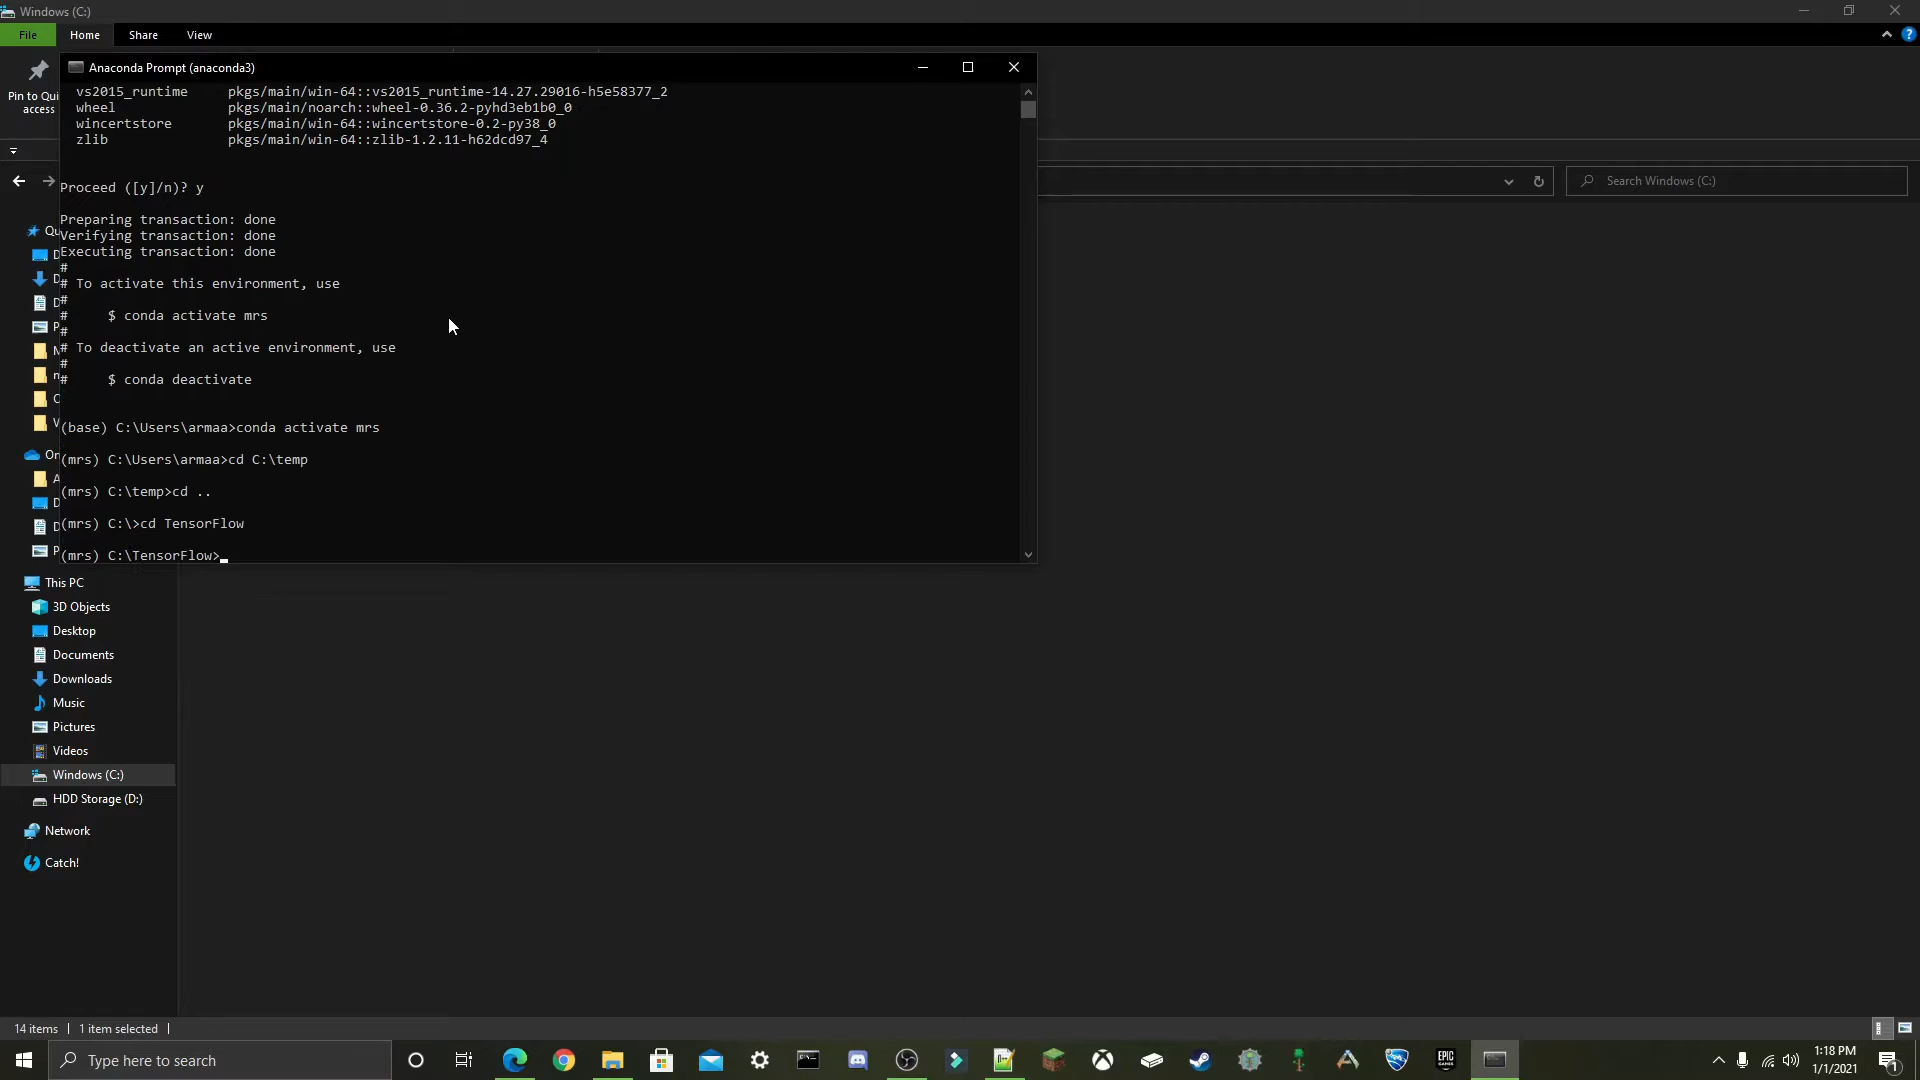 Windows (C:)
File
Home
Share
View
Pin to Qui
access
Anaconda Prompt (anaconda3)
vs2015_runtime pkgs/main/win-64::vs2015_runtime-14.27.29016-h5e58377_2
wheel pkgs/main/noarch::wheel-0.36.2-pyhd3eb1b0_0
wincertstore pkgs/main/win-64::wincertstore-0.2-py38_0
zlib pkgs/main/win-64::zlib-1.2.11-h62dcd97_4
Proceed ([y]/n)? y
Preparing transaction: done
Verifying transaction: done
Executing transaction: done
#
# To activate this environment, use
#
# $ conda activate mrs
#
# To deactivate an active environment, use
#
# $ conda deactivate
(base) C:\Users\armaa>conda activate mrs
(mrs) C:\Users\armaa>cd C:\temp
(mrs) C:\temp>cd ..
(mrs) C:\>cd TensorFlow
(mrs) C:\TensorFlow>
Search Windows (C:)
This PC
3D Objects
Desktop
Documents
Downloads
Music
Pictures
Videos
Windows (C:)
HDD Storage (D:)
Network
Catch!
14 items
1 item selected
Type here to search
EPIC
GAMES
1:18 PM
1/1/2021
1